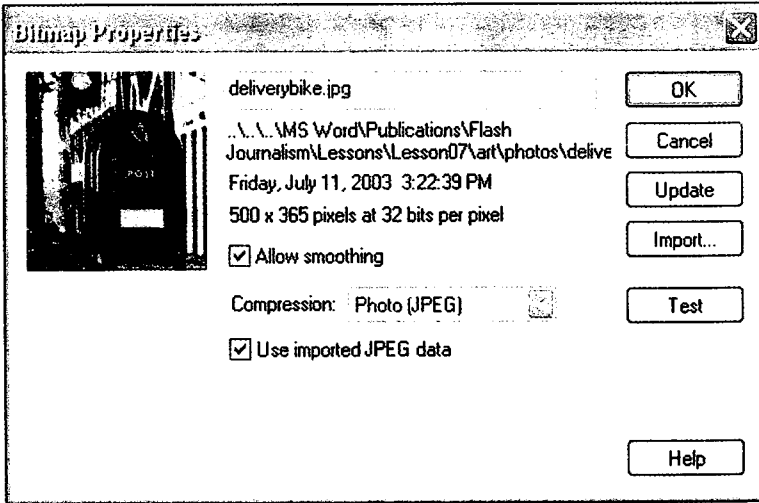 Bitmap Properties
deliverybike.jpg
..\..\..\MS Word\Publications\Flash
Journalism\Lessons\Lesson07\art\photos\delive
Friday, July 11, 2003 3:22:39 PM
500 x 365 pixels at 32 bits per pixel
Allow smoothing
Compression: Photo (JPEG)
Use imported JPEG data
OK
Cancel
Update
Import...
Test
Help
POST